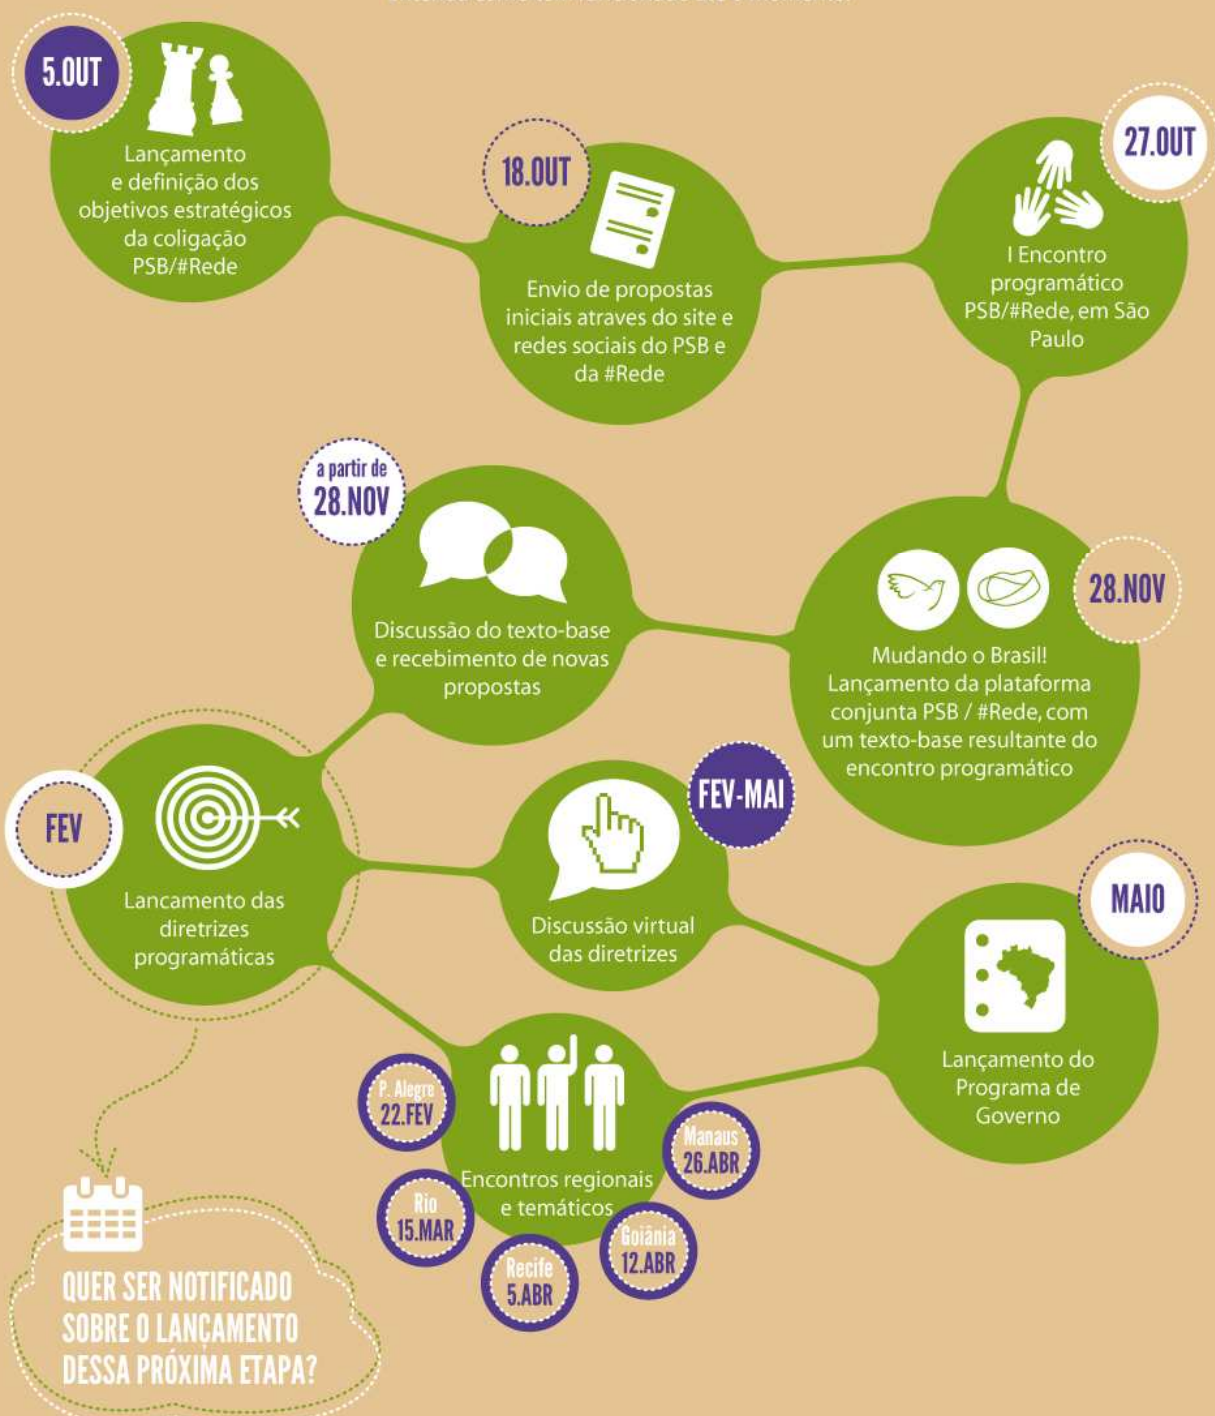 5.OUT
Lançamento
e definição dos
objetivos estratégicos
da coligação
PSB/#Rede
18.OUT
Envio de propostas
iniciais atraves do site e
redes sociais do PSB e
da #Rede
27.OUT
I Encontro
programático
PSB/#Rede, em São
Paulo
28.NOV
Mudando o Brasil!
Lançamento da plataforma
conjunta PSB / #Rede, com
um texto-base resultante do
encontro programático
a partir de
28.NOV
Discussão do texto-base
e recebimento de novas
propostas
FEV
Lancamento das
diretrizes
programáticas
FEV-MAI
Discussão virtual
das diretrizes
Encontros regionais
e temáticos
P. Alegre
22.FEV
Rio
15.MAR
Recife
5.ABR
Goiânia
12.ABR
Manaus
26.ABR
MAIO
Lançamento do
Programa de
Governo
QUER SER NOTIFICADO
SOBRE O LANÇAMENTO
DESSA PRÓXIMA ETAPA?